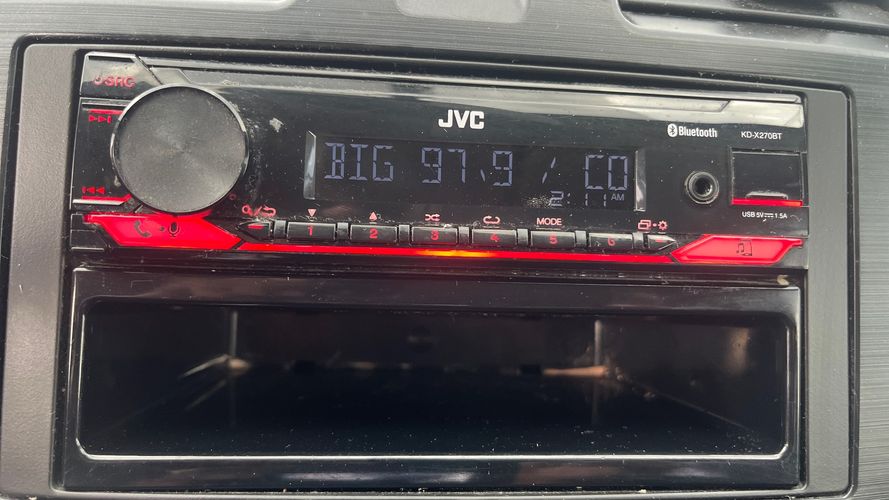 SRC
JVC
Bluetooth
KD-X270BT
BIG 97.9 / CO
2:11 AM
USB 5V 1.5A
MODE
1 2 3 4 5 6